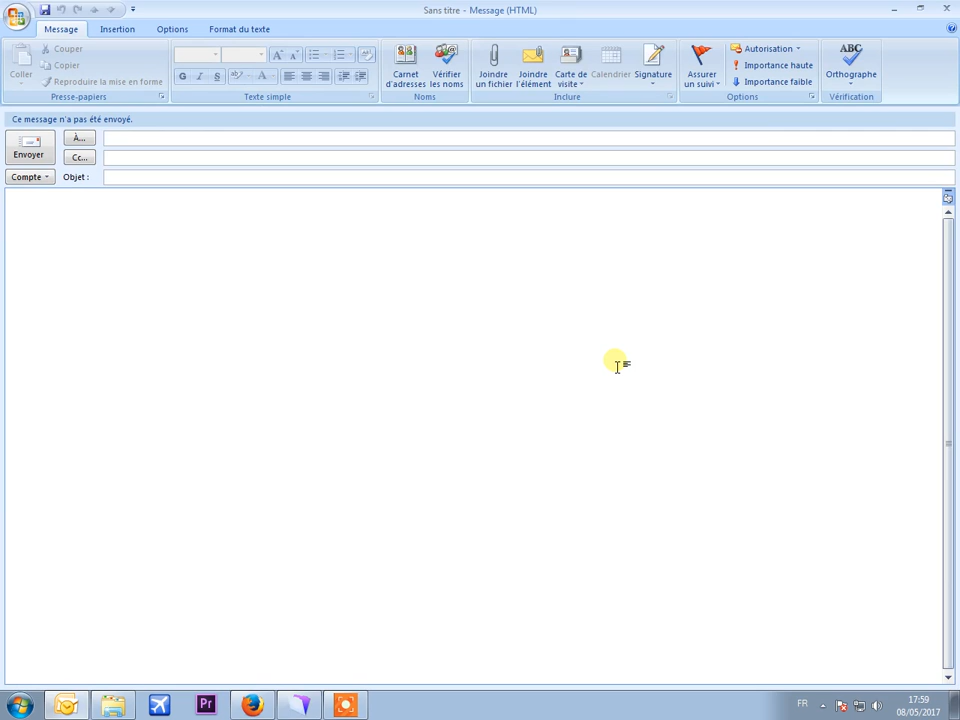 Sans titre - Message (HTML)
Message Insertion Options Format du texte
Coller
Couper
Copier
Reproduire la mise en forme
Presse-papiers
G I S ab A
Texte simple
Carnet d'adresses
Vérifier les noms
Noms
Joindre un fichier
Joindre l'élément
Carte de visite
Calendrier
Signature
Inclure
Assurer un suivi
Autorisation
Importance haute
Importance faible
Options
ABC
Orthographe
Vérification
Ce message n'a pas été envoyé.
Envoyer
À...
Cc...
Compte
Objet :
Pr
FR
17:59
08/05/2017